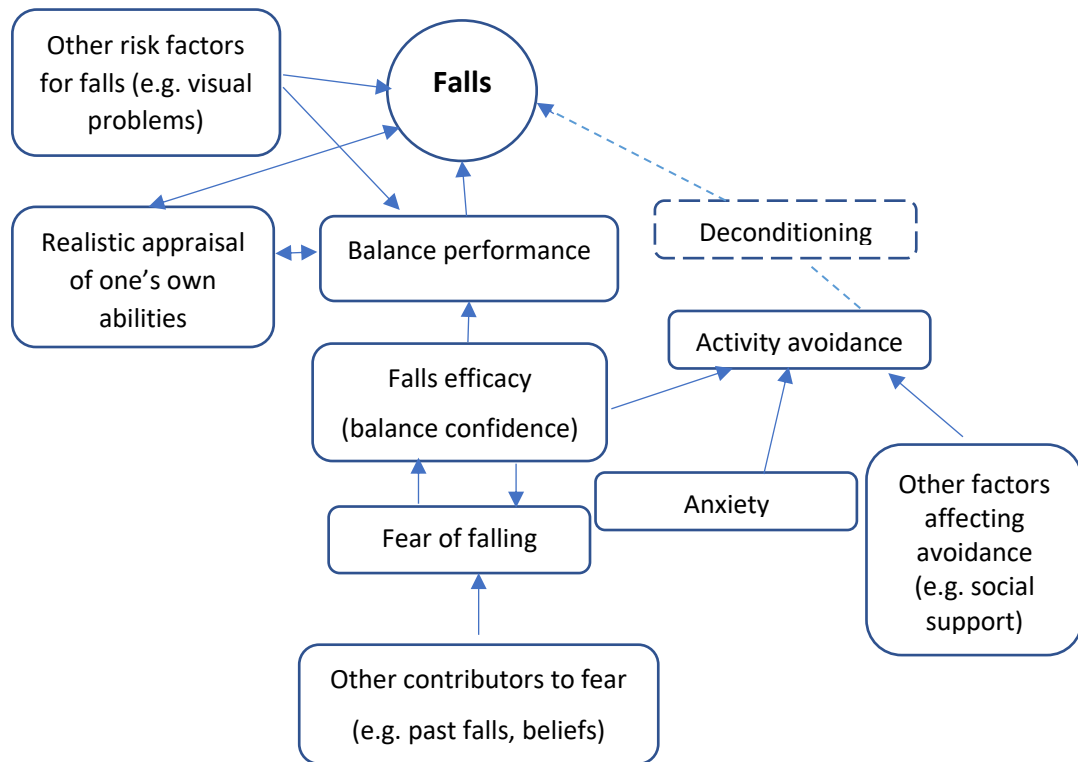 Other risk factors
for falls (e.g. visual
problems)
Falls
Realistic appraisal
of one’s own
abilities
Balance performance
Deconditioning
Activity avoidance
Falls efficacy
(balance confidence)
Anxiety
Other factors
affecting
avoidance
(e.g. social
support)
Fear of falling
Other contributors to fear
(e.g. past falls, beliefs)